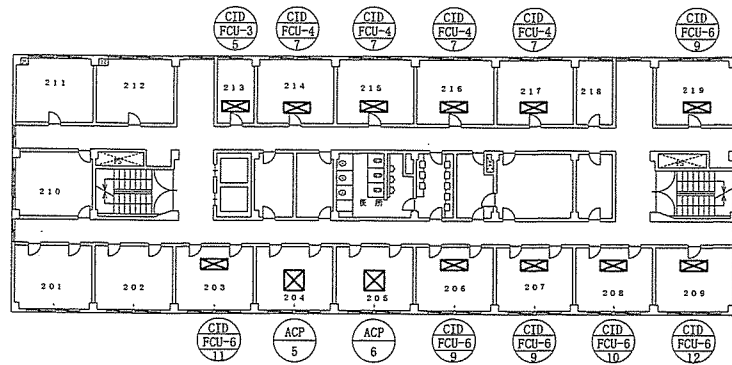 CID
FCU-3
5
CID
FCU-4
7
CID
FCU-4
7
CID
FCU-4
7
CID
FCU-4
7
CID
FCU-6
9
211
212
213
214
215
216
217
218
219
210
便所
201
202
203
204
205
206
207
208
209
CID
FCU-6
11
ACP
5
ACP
6
CID
FCU-6
9
CID
FCU-6
9
CID
FCU-6
10
CID
FCU-6
12